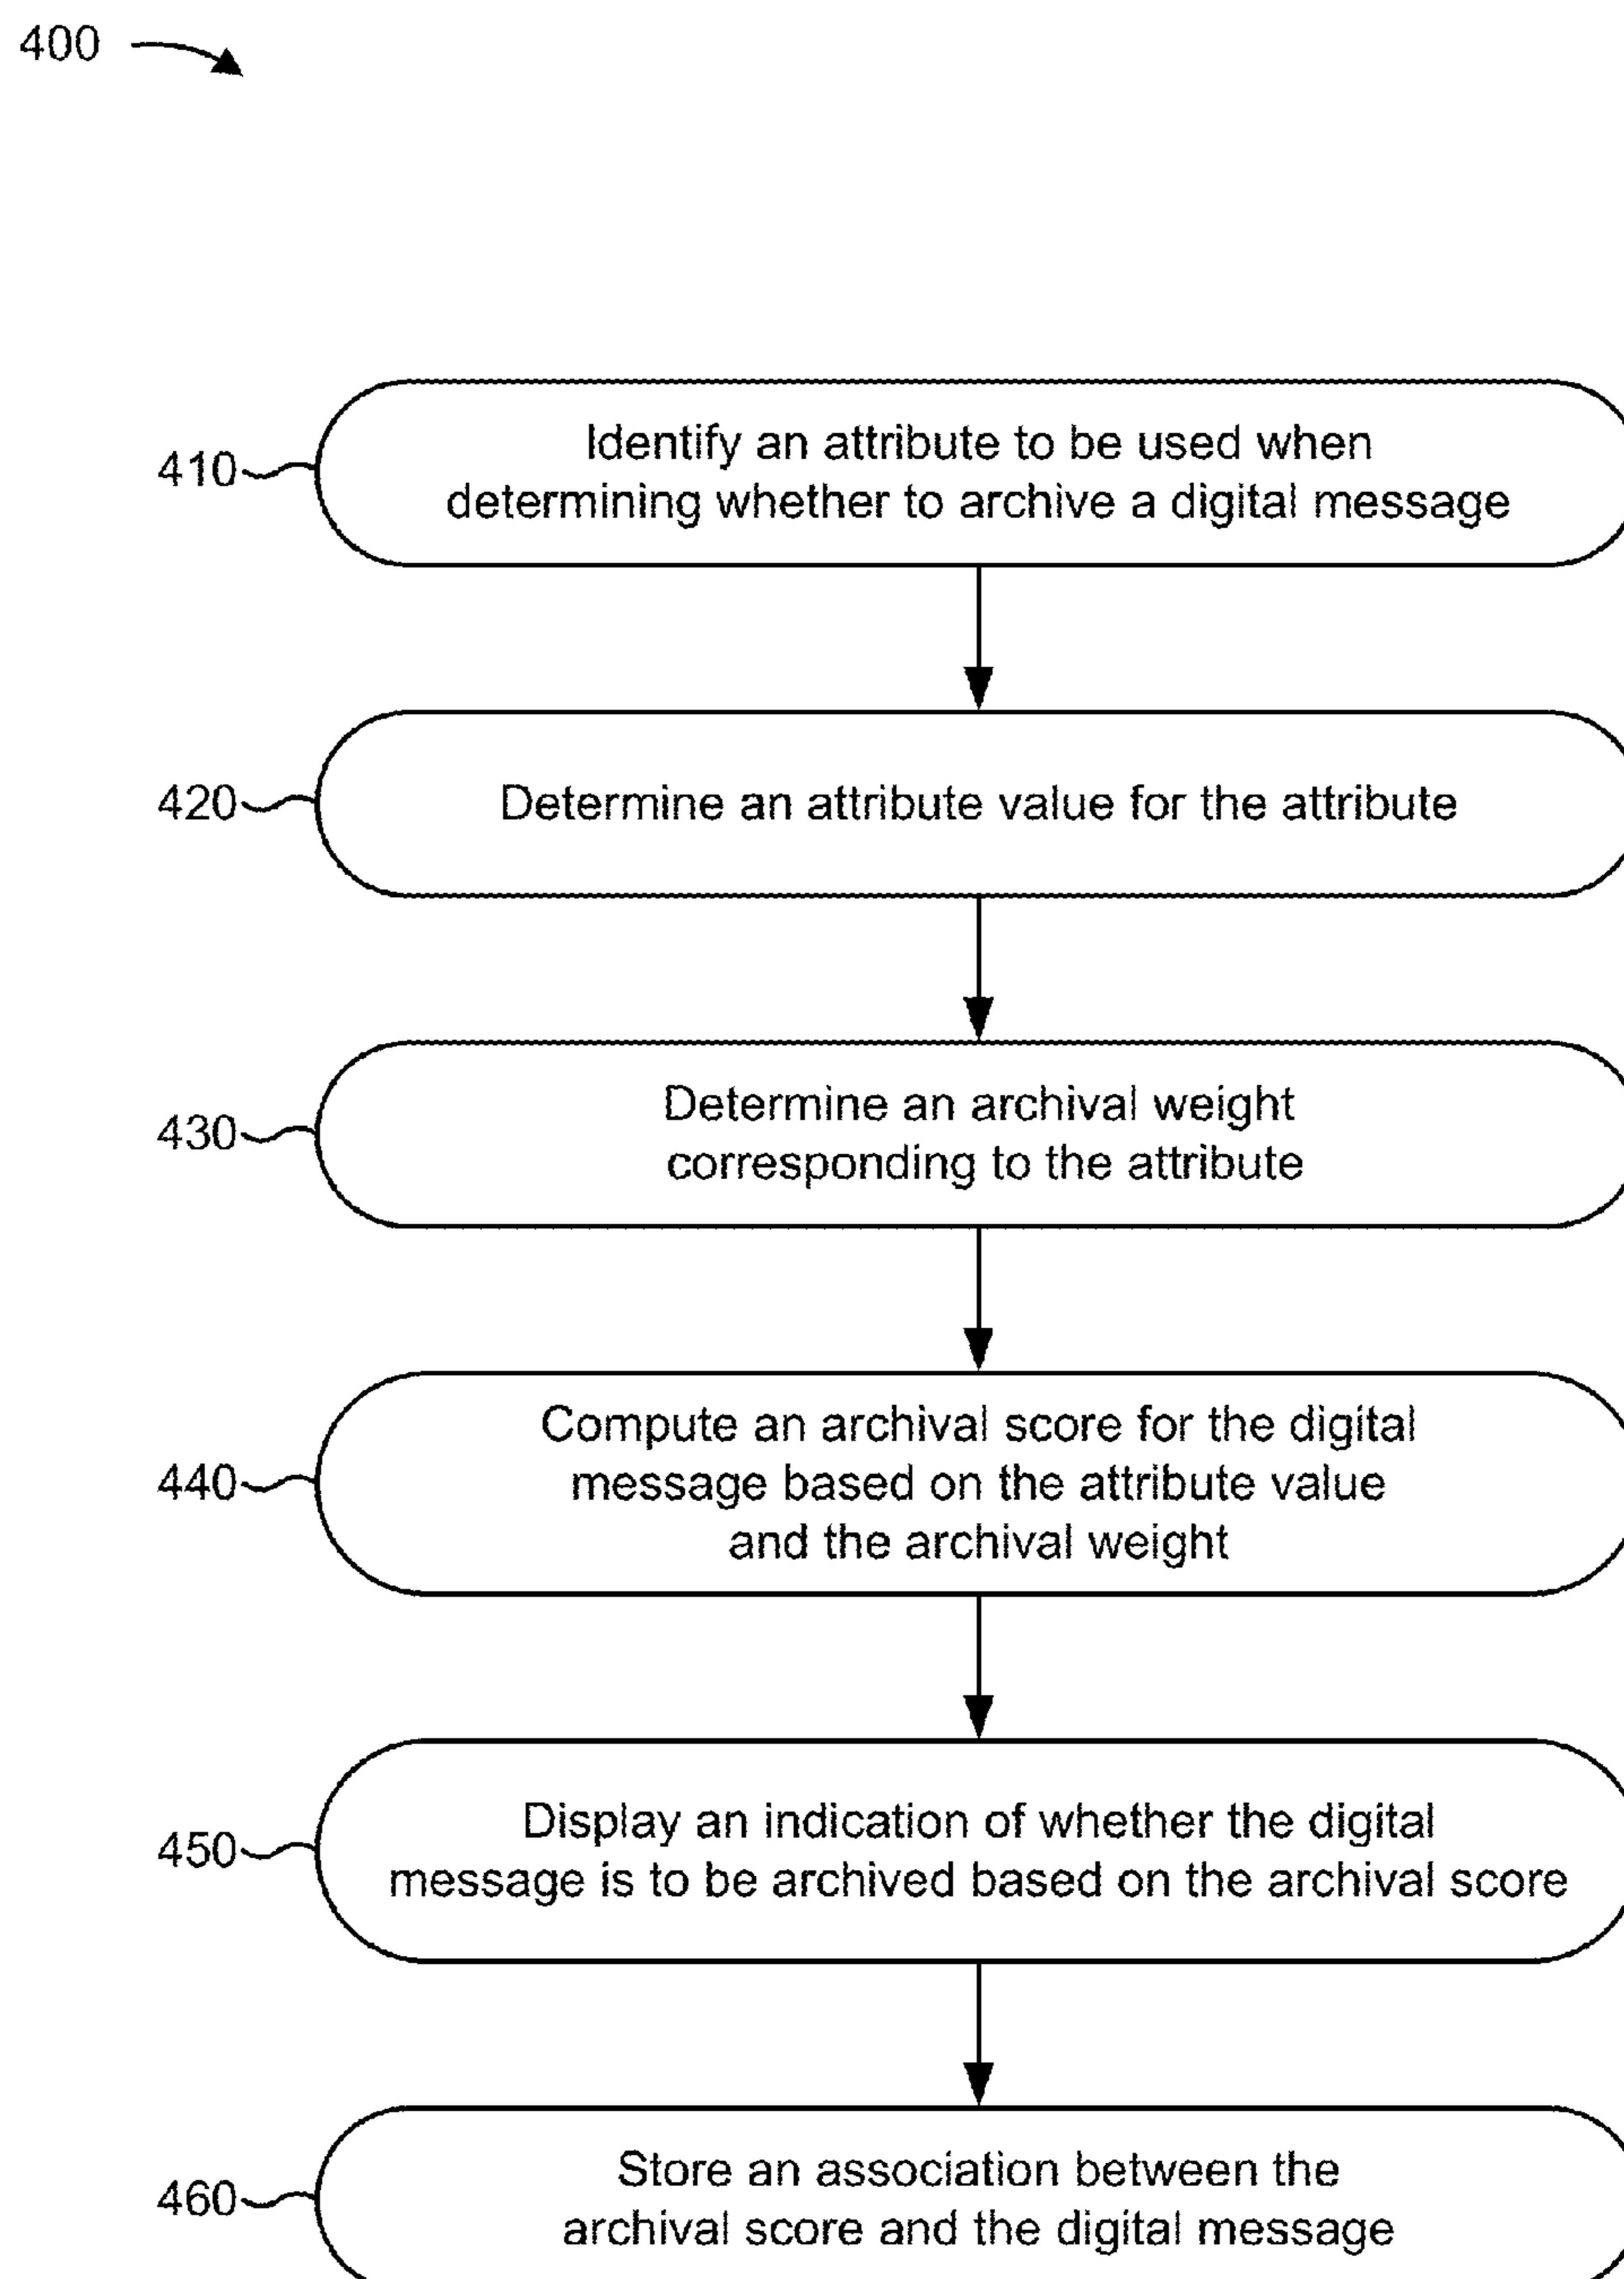 400
410
Identify an attribute to be used when
determining whether to archive a digital message
420
Determine an attribute value for the attribute
430
Determine an archival weight
corresponding to the attribute
440
Compute an archival score for the digital
message based on the attribute value
and the archival weight
450
Display an indication of whether the digital
message is to be archived based on the archival score
460
Store an association between the
archival score and the digital message